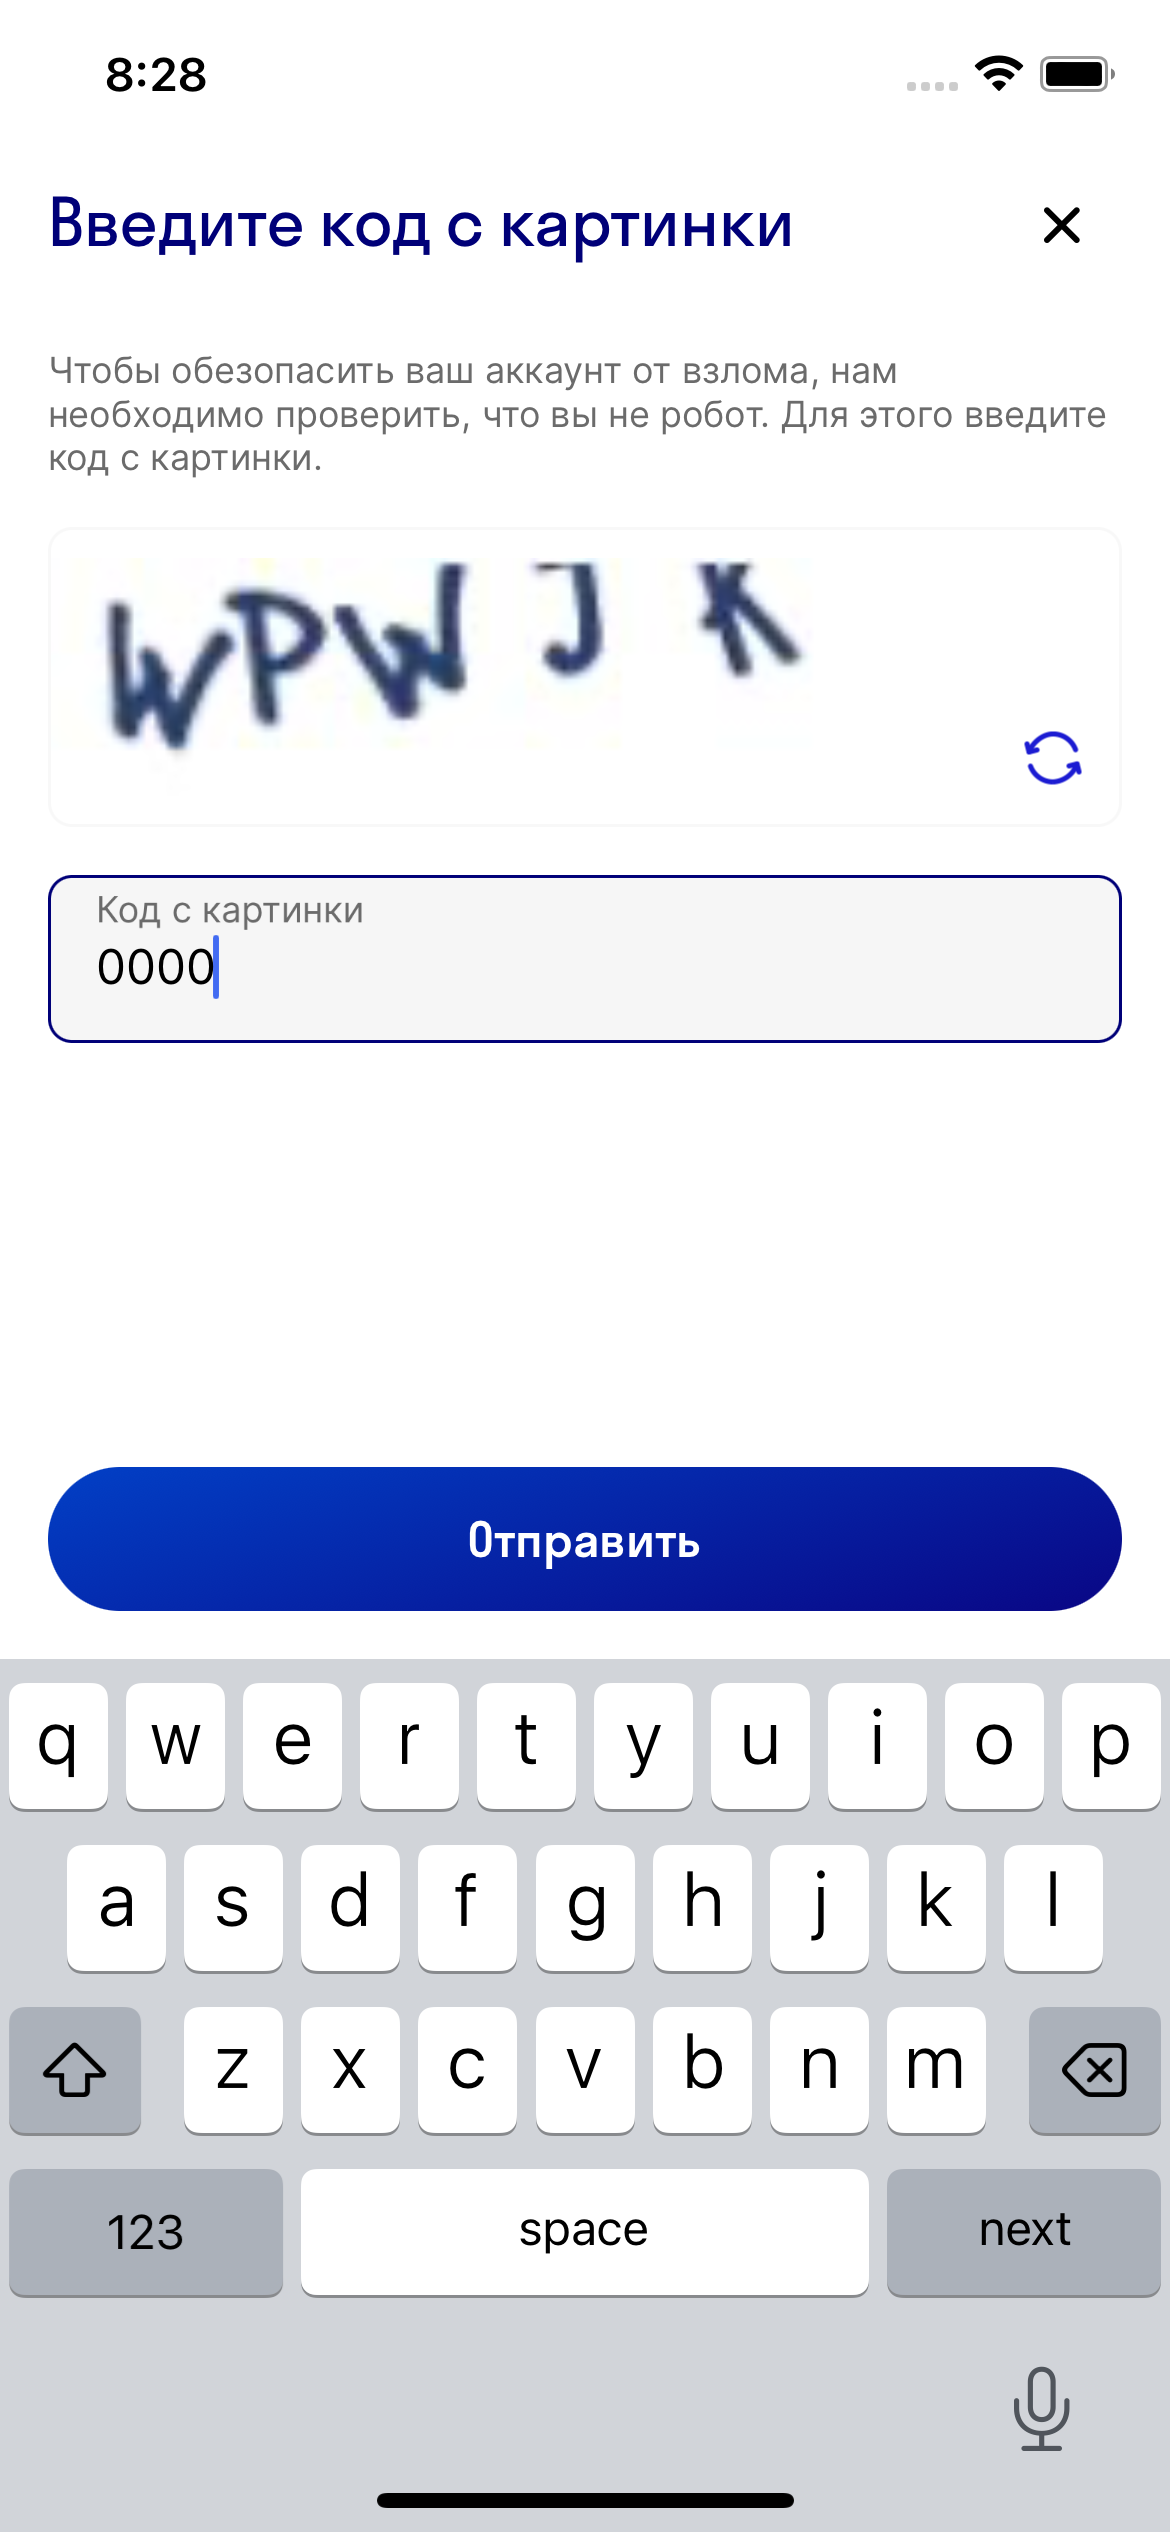 8:28
Введите код с картинки
Чтобы обезопасить ваш аккаунт от взлома, нам
необходимо проверить, что вы не робот. Для этого введите
код с картинки.
WPWJK
Код с картинки
0000
Отправить
q w e r t y u i o p
a s d f g h j k l
z x c v b n m
123 space next